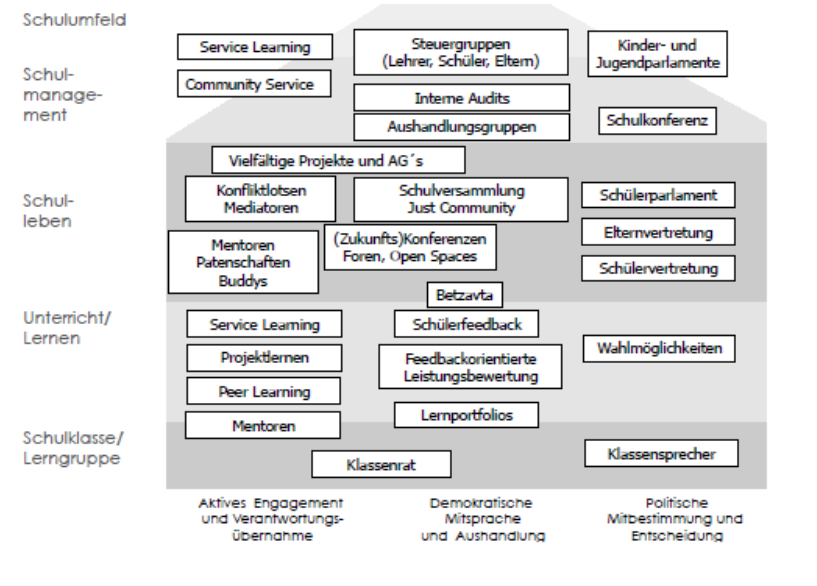 Schulumfeld
Service Learning
Steuergruppen
(Lehrer, Schüler, Eltern)
Kinder- und
Jugendparlamente
Schul-
manage-
ment
Community Service
Interne Audits
Aushandlungsgruppen
Schulkonferenz
Vielfältige Projekte und AG´s
Schul-
leben
Konfliktlotsen
Mediatoren
Schulversammlung
Just Community
Schülerparlament
Mentoren
Patenschaften
Buddys
(Zukunfts)Konferenzen
Foren, Open Spaces
Elternvertretung
Schülervertretung
Betzavta
Unterricht/
Lernen
Service Learning
Schülerfeedback
Projektlernen
Feedbackorientierte
Leistungsbewertung
Wahlmöglichkeiten
Peer Learning
Mentoren
Lernportfolios
Schulklasse/
Lerngruppe
Klassenrat
Klassensprecher
Aktives Engagement
und Verantwortungs-
übernahme
Demokratische
Mitsprache
und Aushandlung
Politische
Mitbestimmung und
Entscheidung